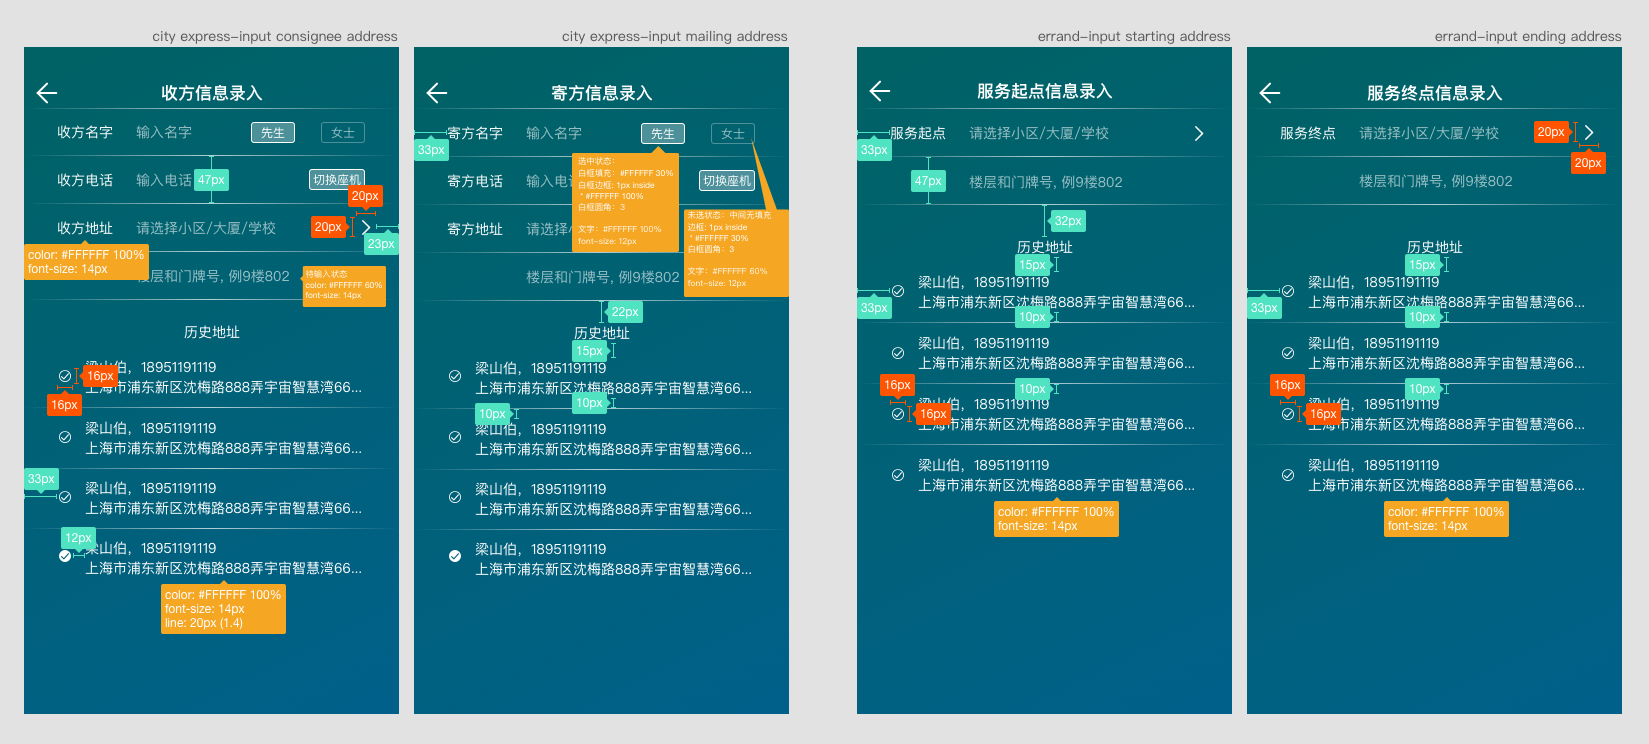 city express-input consignee address
收方信息录入
收方名字 输入名字 先生 女士
收方电话 输入电话 47px 切换座机
20px
收方地址 请选择小区/大厦/学校 20px
23px
color: #FFFFFF 100%
font-size: 14px
楼层和门牌号, 例9楼802
待输入状态
color: #FFFFFF 60%
font-size: 14px
历史地址
梁山伯，18951191119
16px
上海市浦东新区沈梅路888弄宇宙智慧湾66...
16px
梁山伯，18951191119
上海市浦东新区沈梅路888弄宇宙智慧湾66...
33px
梁山伯，18951191119
上海市浦东新区沈梅路888弄宇宙智慧湾66...
12px
梁山伯，18951191119
上海市浦东新区沈梅路888弄宇宙智慧湾66...
color: #FFFFFF 100%
font-size: 14px
line: 20px (1.4)
city express-input mailing address
寄方信息录入
寄方名字 输入名字 先生 女士
33px
选中状态：
白框填充：#FFFFFF 30%
白框边框: 1px inside
* #FFFFFF 100%
白框圆角：3
文字：#FFFFFF 100%
font-size: 12px
寄方电话 输入电 切换座机
未选状态：中间无填充
边框: 1px inside
* #FFFFFF 30%
白框圆角：3
文字：#FFFFFF 60%
font-size: 12px
寄方地址 请选择
楼层和门牌号, 例9楼802
22px
历史地址
15px
梁山伯，18951191119
上海市浦东新区沈梅路888弄宇宙智慧湾66...
10px
10px
梁山伯，18951191119
上海市浦东新区沈梅路888弄宇宙智慧湾66...
梁山伯，18951191119
上海市浦东新区沈梅路888弄宇宙智慧湾66...
梁山伯，18951191119
上海市浦东新区沈梅路888弄宇宙智慧湾66...
errand-input starting address
服务起点信息录入
服务起点 请选择小区/大厦/学校
33px
47px 楼层和门牌号, 例9楼802
32px
历史地址
15px
梁山伯，18951191119
上海市浦东新区沈梅路888弄宇宙智慧湾66...
33px
10px
梁山伯，18951191119
上海市浦东新区沈梅路888弄宇宙智慧湾66...
16px
10px
梁山伯，18951191119
16px
上海市浦东新区沈梅路888弄宇宙智慧湾66...
梁山伯，18951191119
上海市浦东新区沈梅路888弄宇宙智慧湾66...
color: #FFFFFF 100%
font-size: 14px
errand-input ending address
服务终点信息录入
服务终点 请选择小区/大厦/学校 20px
20px
楼层和门牌号, 例9楼802
历史地址
15px
梁山伯，18951191119
上海市浦东新区沈梅路888弄宇宙智慧湾66...
33px
10px
梁山伯，18951191119
上海市浦东新区沈梅路888弄宇宙智慧湾66...
16px
10px
梁山伯，18951191119
16px
上海市浦东新区沈梅路888弄宇宙智慧湾66...
梁山伯，18951191119
上海市浦东新区沈梅路888弄宇宙智慧湾66...
color: #FFFFFF 100%
font-size: 14px